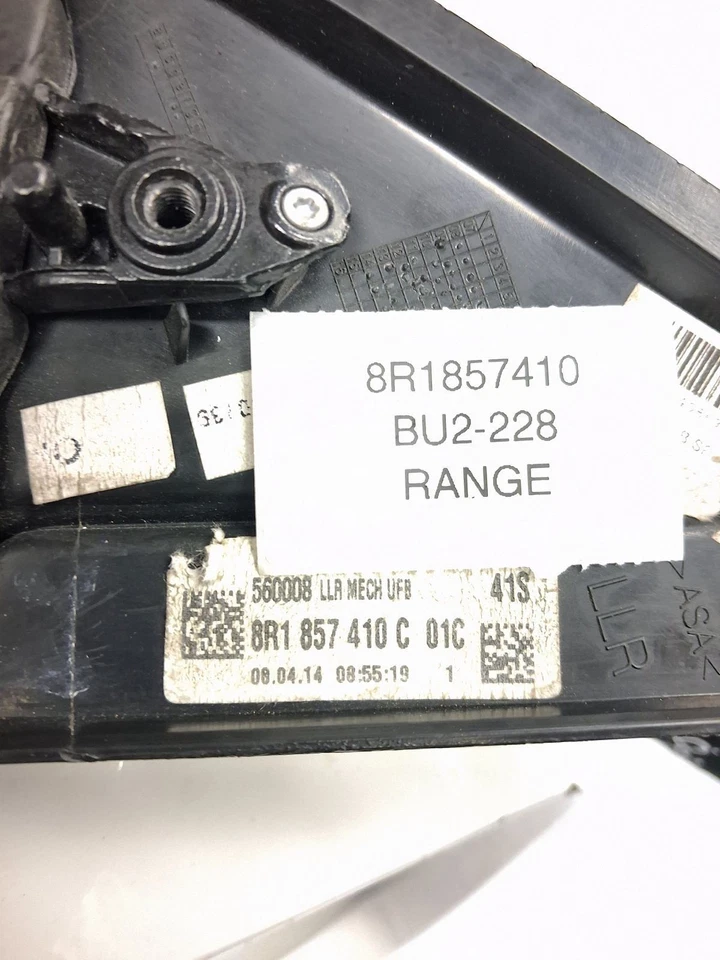 8R1857410
BU2-228
RANGE
560008 LLR MECH UFB 41S
8R1 857 410 C 01C
08.04.14 08:55:19 1
LLR
>ASA<